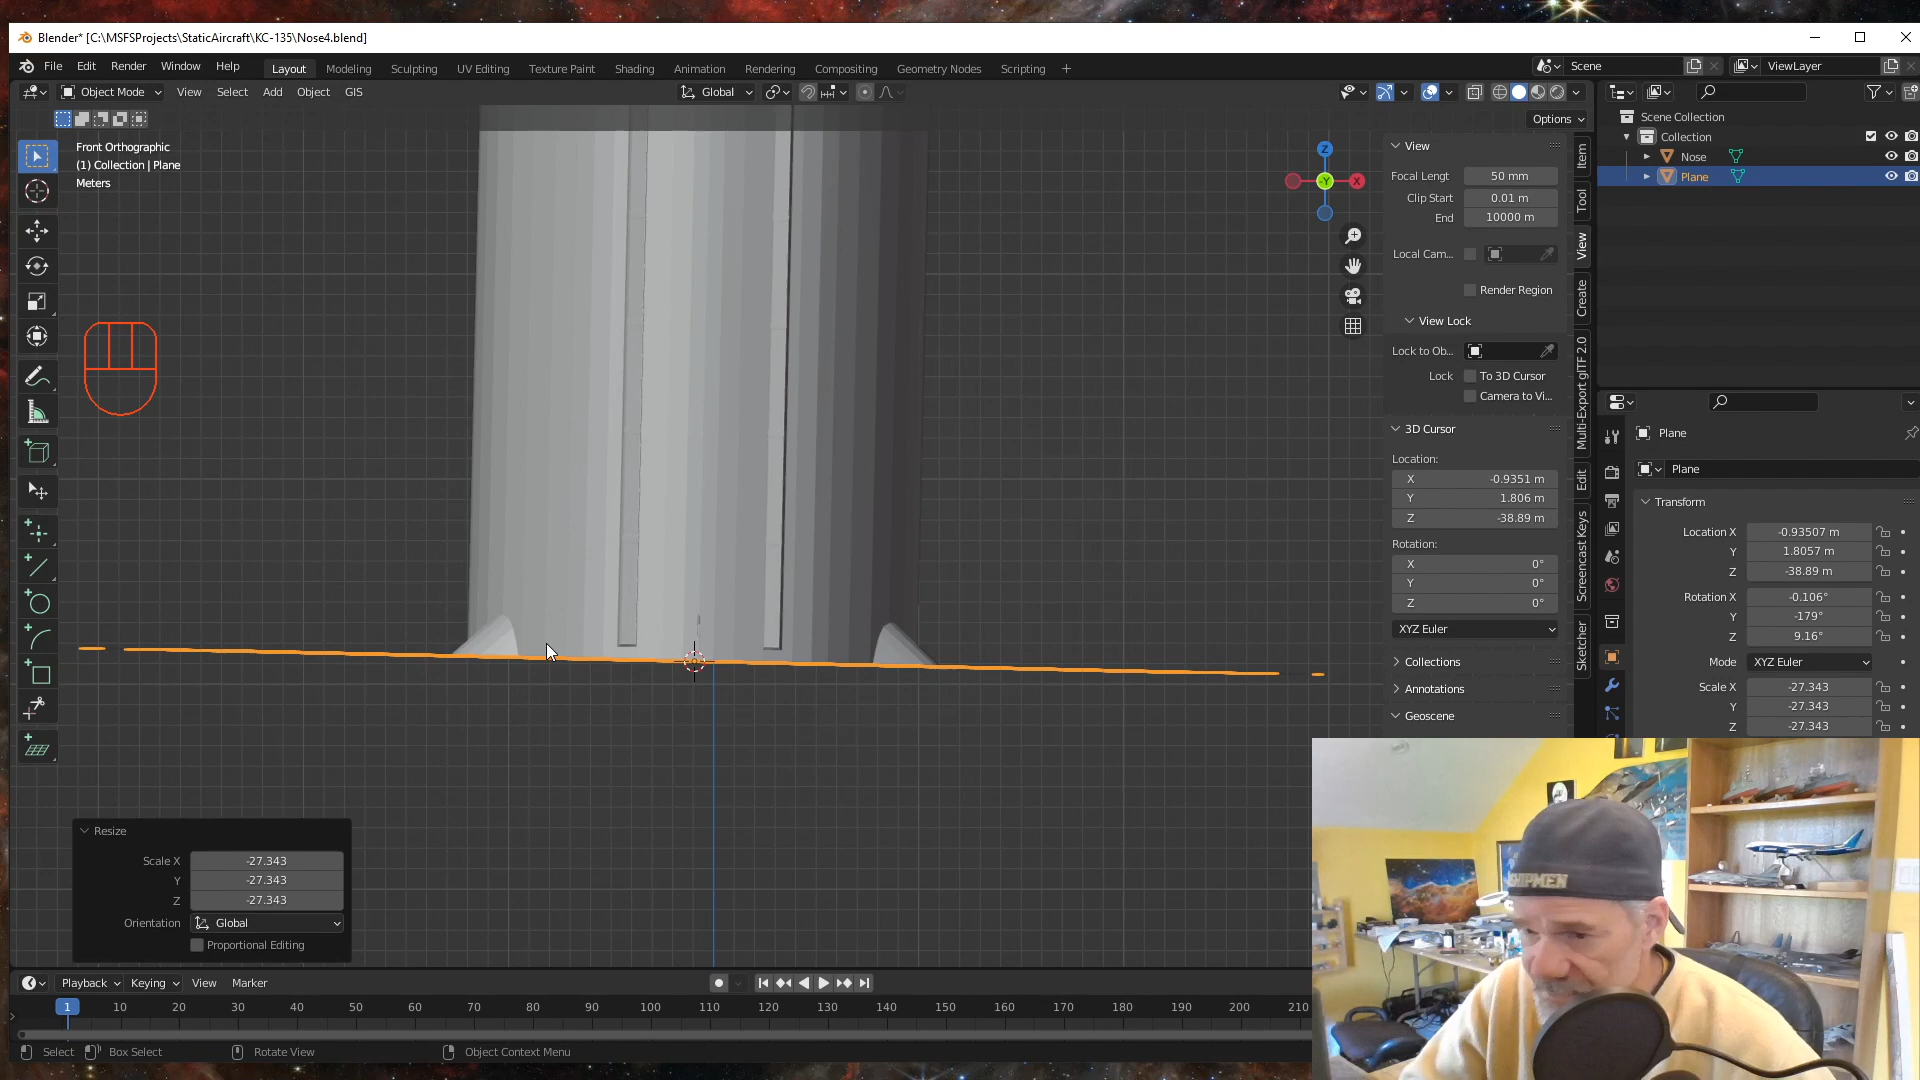 Blender* [C:\MSFSProjects\StaticAircraft\KC-135\Nose4.blend]
File Edit Render Window Help
Layout Modeling Sculpting UV Editing Texture Paint Shading Animation Rendering Compositing Geometry Nodes Scripting +
Scene
ViewLayer
Object Mode View Select Add Object GIS
Global
Options
Front Orthographic
(1) Collection | Plane
Meters
Z
-Y
X
View
Focal Lengt 50 mm
Clip Start 0.01 m
End 10000 m
Local Cam...
Render Region
View Lock
Lock to Ob...
Lock To 3D Cursor
Camera to Vi...
3D Cursor
Location:
X -0.9351 m
Y 1.806 m
Z -38.89 m
Rotation:
X 0°
Y 0°
Z 0°
XYZ Euler
Collections
Annotations
Geoscene
Item
Tool
View
Create
Multi-Export glTF 2.0
Edit
Screencast Keys
Sketcher
Scene Collection
Collection
Nose
Plane
Plane
Plane
Transform
Location X -0.93507 m
Y 1.8057 m
Z -38.89 m
Rotation X -0.106°
Y -179°
Z 9.16°
Mode XYZ Euler
Scale X -27.343
Y -27.343
Z -27.343
Resize
Scale X -27.343
Y -27.343
Z -27.343
Orientation Global
Proportional Editing
Playback Keying View Marker
1 10 20 30 40 50 60 70 80 90 100 110 120 130 140 150 160 170 180 190 200 210
Select Box Select Rotate View Object Context Menu